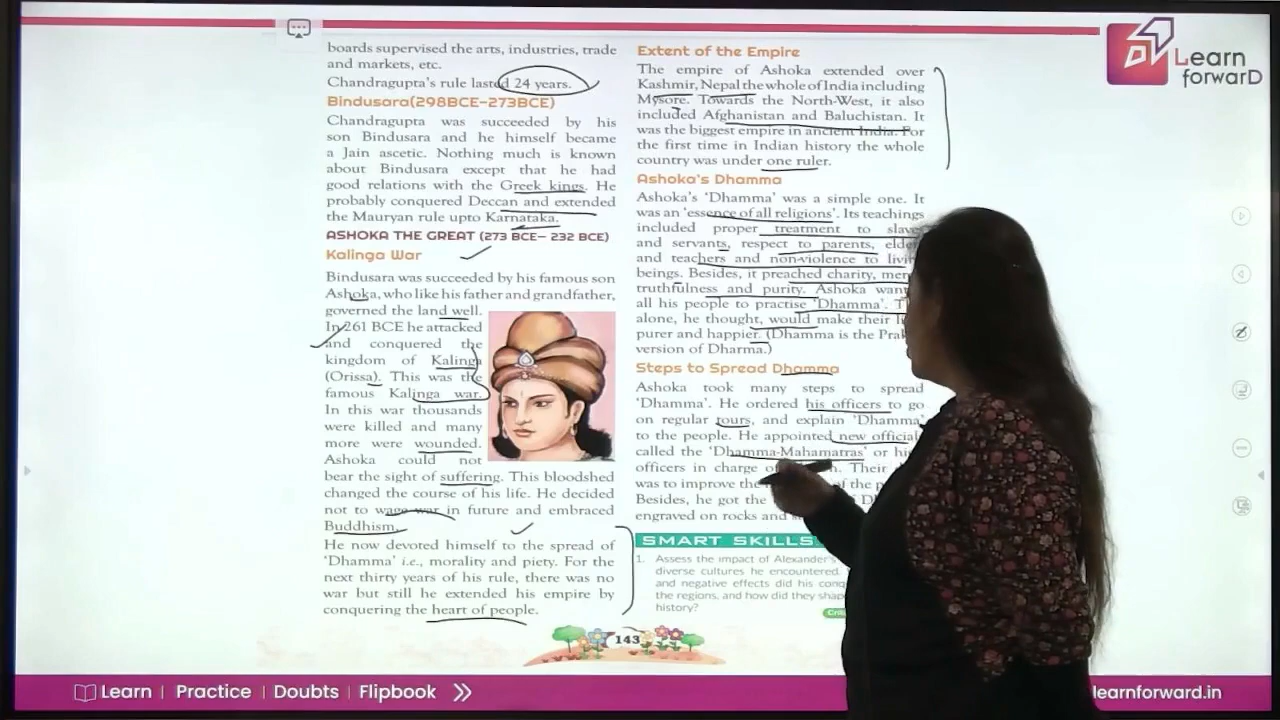 boards supervised the arts, industries, trade
and markets, etc.
Chandragupta's rule lasted 24 years.
Bindusara(298BCE-273BCE)
Chandragupta was succeeded by his
son Bindusara and he himself became
a Jain ascetic. Nothing much is known
about Bindusara except that he had
good relations with the Greek kings. He
probably conquered Deccan and extended
the Mauryan rule upto Karnataka.
ASHOKA THE GREAT (273 BCE– 232 BCE)
Kalinga War
Bindusara was succeeded by his famous son
Ashoka, who like his father and grandfather,
governed the land well.
In 261 BCE he attacked
and conquered the
kingdom of Kalinga
(Orissa). This was the
famous Kalinga war.
In this war thousands
were killed and many
more were wounded.
Ashoka could not
bear the sight of suffering. This bloodshed
changed the course of his life. He decided
not to wage war in future and embraced
Buddhism.
He now devoted himself to the spread of
'Dhamma' i.e., morality and piety. For the
next thirty years of his rule, there was no
war but still he extended his empire by
conquering the heart of people.
Extent of the Empire
The empire of Ashoka extended over
Kashmir, Nepal the whole of India including
Mysore. Towards the North-West, it also
included Afghanistan and Baluchistan. It
was the biggest empire in ancient India. For
the first time in Indian history the whole
country was under one ruler.
Ashoka's Dhamma
Ashoka's 'Dhamma' was a simple one. It
was an 'essence of all religions'. Its teachings
included proper treatment to
and servants, respect to parents,
and teachers and non-violence to
beings. Besides, it preached charity,
truthfulness and purity. Ashoka
all his people to practise 'Dhamma'.
alone, he thought, would make their
purer and happier. (Dhamma is the
version of Dharma.)
Steps to Spread Dhamma
Ashoka took many steps to spread
'Dhamma'. He ordered his officers to go
on regular tours, and explain 'Dhamma'
to the people. He appointed new
called the 'Dhamma-Mahamatras' or
officers in charge Their
was to improve the of the
Besides, he got the
engraved on rocks and
SMART SKILLS
1. Assess the impact of Alexander's
diverse cultures he encountered.
and negative effects did his
the regions, and how did they
history?
143
Learn
forwarD
Learn | Practice | Doubts | Flipbook
learnforward.in